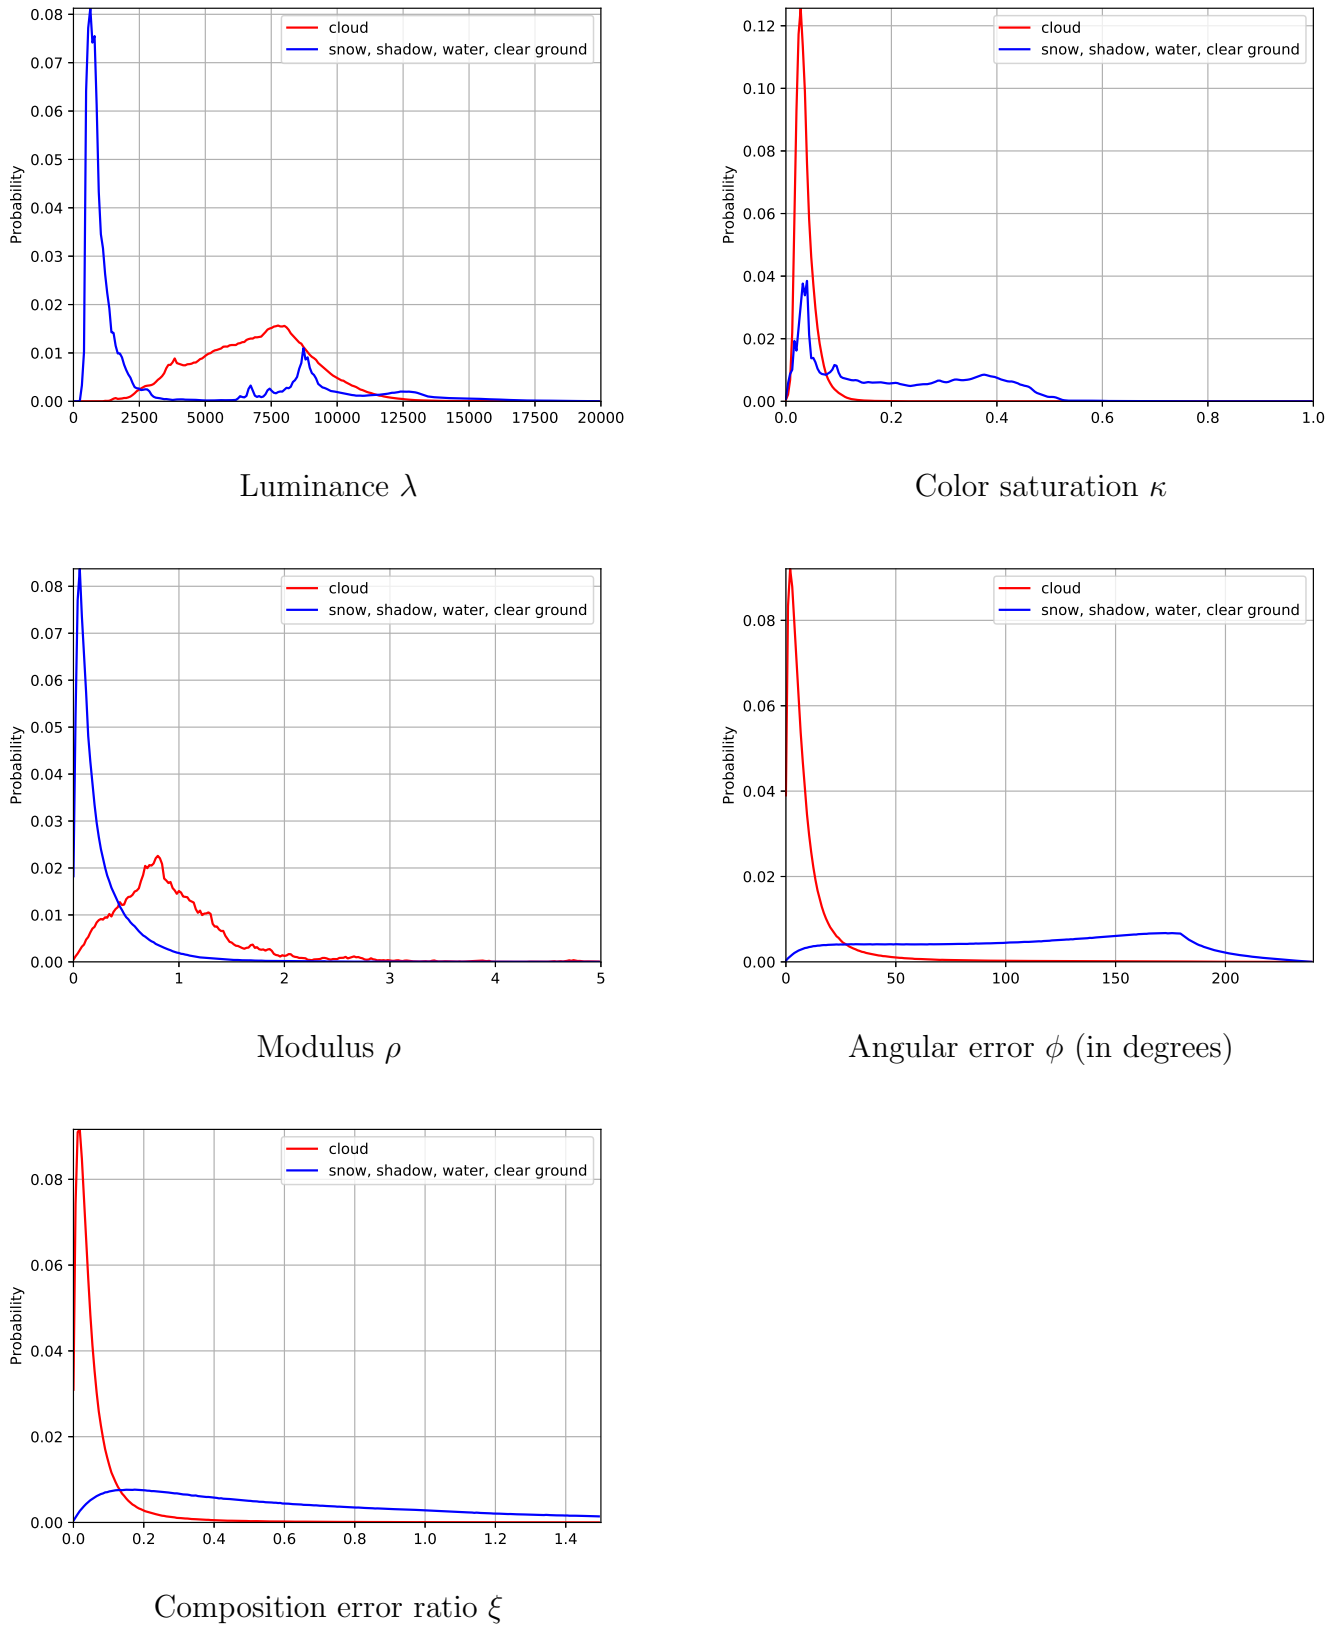 cloud
snow, shadow, water, clear ground
0.08
0.07
0.06
0.05
0.04
0.03
0.02
0.01
0.00
Probability
0 2500 5000 7500 10000 12500 15000 17500 20000
Luminance λ
cloud
snow, shadow, water, clear ground
0.12
0.10
0.08
0.06
0.04
0.02
0.00
Probability
0.0 0.2 0.4 0.6 0.8 1.0
Color saturation κ
cloud
snow, shadow, water, clear ground
0.08
0.07
0.06
0.05
0.04
0.03
0.02
0.01
0.00
Probability
0 1 2 3 4 5
Modulus ρ
cloud
snow, shadow, water, clear ground
0.08
0.06
0.04
0.02
0.00
Probability
0 50 100 150 200
Angular error ϕ (in degrees)
cloud
snow, shadow, water, clear ground
0.08
0.06
0.04
0.02
0.00
Probability
0.0 0.2 0.4 0.6 0.8 1.0 1.2 1.4
Composition error ratio ξ